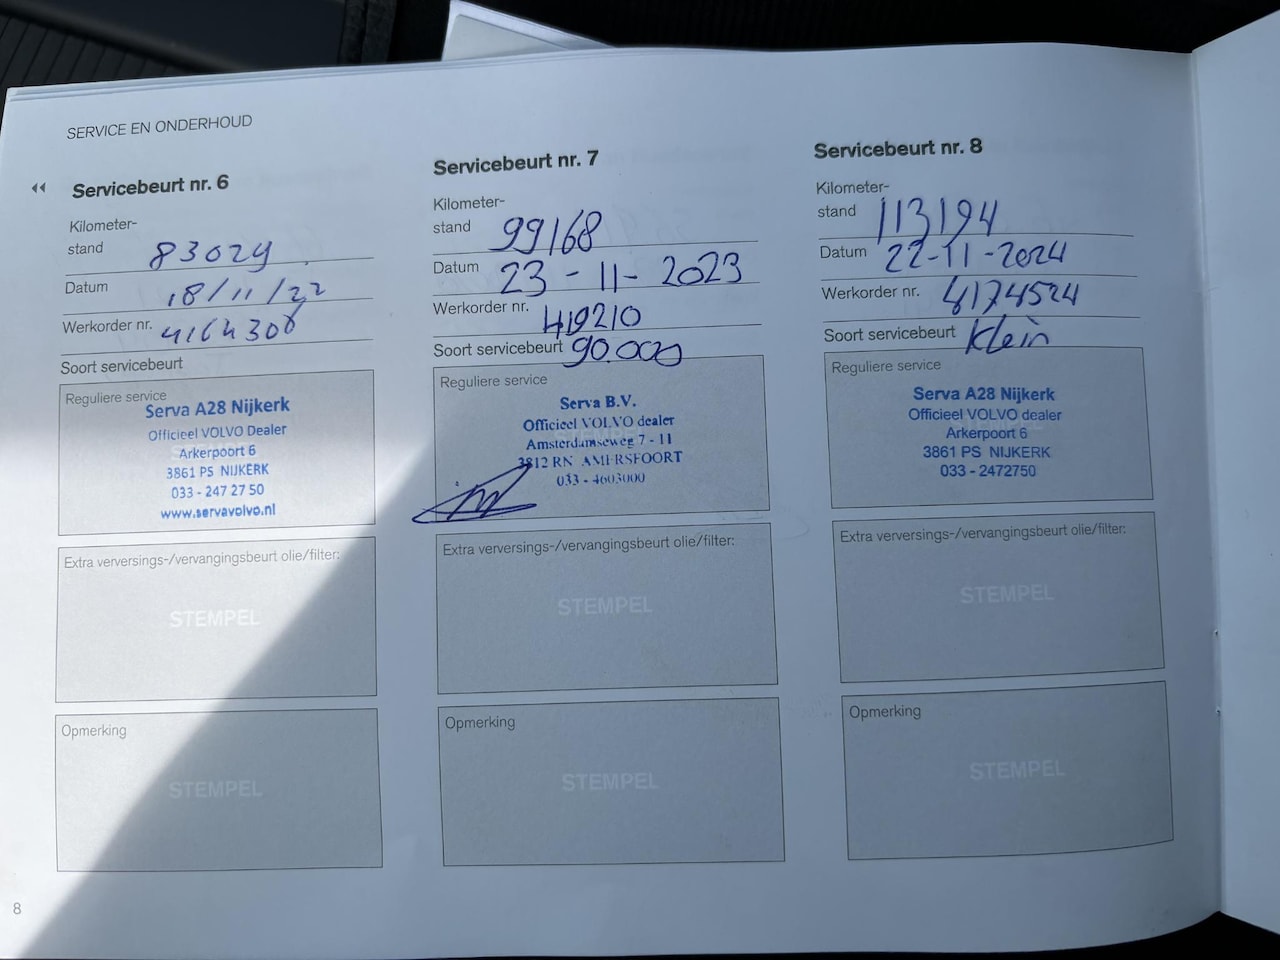 SERVICE EN ONDERHOUD
Servicebeurt nr. 6
Kilometer-
stand 83024
Datum 18/11/22
Werkorder nr. 4164306
Soort servicebeurt
Reguliere service
Serva A28 Nijkerk
Officieel VOLVO Dealer
Arkerpoort 6
3861 PS NIJKERK
033 - 247 27 50
www.servavolvo.nl
Extra verversings-/vervangingsbeurt olie/filter:
STEMPEL
Opmerking
STEMPEL
Servicebeurt nr. 7
Kilometer-
stand 99168
Datum 23-11-2023
Werkorder nr. 419210
Soort servicebeurt 90.000
Reguliere service
Serva B.V.
Officieel VOLVO dealer
Amsterdamseweg 7 - 11
3812 RN AMERSFOORT
033 - 4603000
Extra verversings-/vervangingsbeurt olie/filter:
STEMPEL
Opmerking
STEMPEL
Servicebeurt nr. 8
Kilometer-
stand 113194
Datum 22-11-2024
Werkorder nr. 4174524
Soort servicebeurt Klein
Reguliere service
Serva A28 Nijkerk
Officieel VOLVO dealer
Arkerpoort 6
3861 PS NIJKERK
033 - 2472750
Extra verversings-/vervangingsbeurt olie/filter:
STEMPEL
Opmerking
STEMPEL
8